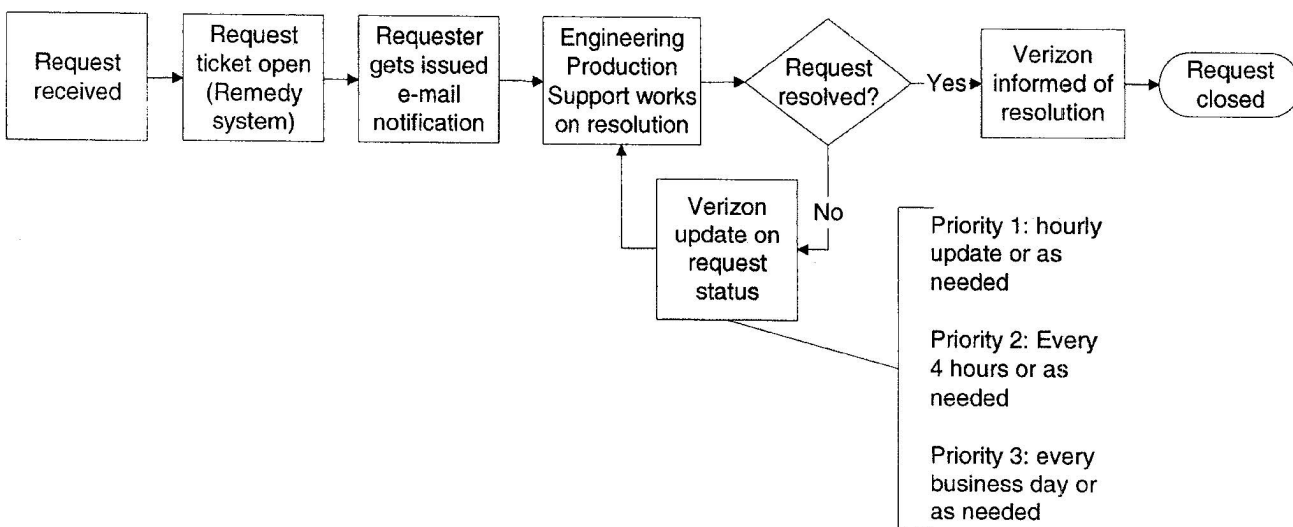 Request
received
Request
ticket open
(Remedy
system)
Requester
gets issued
e-mail
notification
Engineering
Production
Support works
on resolution
Request
resolved?
Yes
Verizon
informed of
resolution
Request
closed
No
Verizon
update on
request
status
Priority 1: hourly
update or as
needed
Priority 2: Every
4 hours or as
needed
Priority 3: every
business day or
as needed